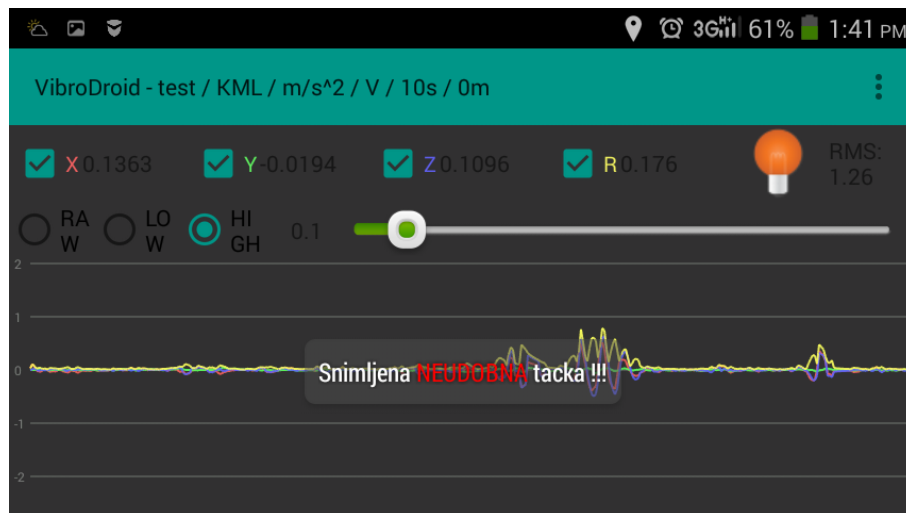 3G H+ 61% 1:41 PM
VibroDroid - test / KML / m/s^2 / V / 10s / 0m
X 0.1363 Y -0.0194 Z 0.1096 R 0.176 RMS:
1.26
RA
W
LO
W
HI
GH
0.1
2
1
0
Snimljena NEUDOBNA tacka !!!
-1
-2